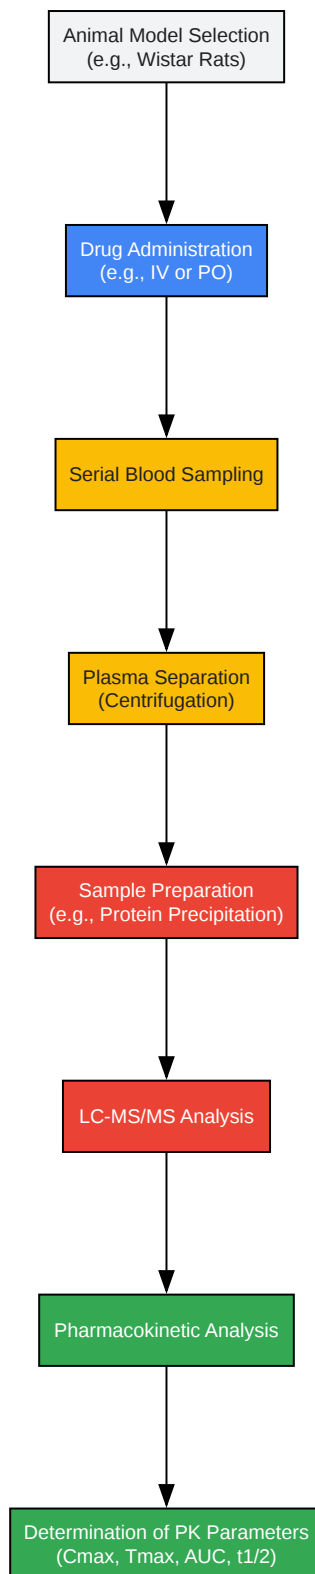 Animal Model Selection
(e.g., Wistar Rats)
Drug Administration
(e.g., IV or PO)
Serial Blood Sampling
Plasma Separation
(Centrifugation)
Sample Preparation
(e.g., Protein Precipitation)
LC-MS/MS Analysis
Pharmacokinetic Analysis
Determination of PK Parameters
(Cmax, Tmax, AUC, t1/2)